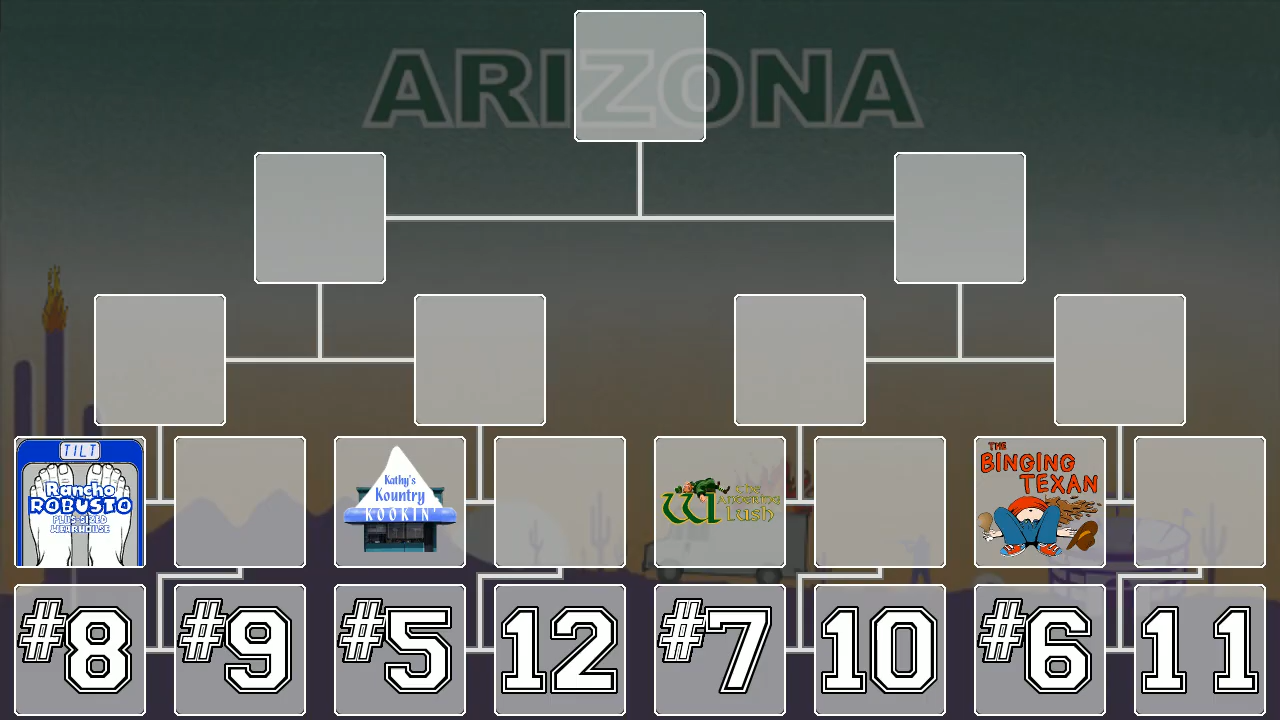 ARIZONA
TILT
Rancho
ROBUSTO
PLUS-SIZED
WEARHOUSE
Kathy's
Kountry
KOOKIN'
THE WANDERING
LUSH
THE
BINGING
TEXAN
#8
#9
#5
12
#7
10
#6
11